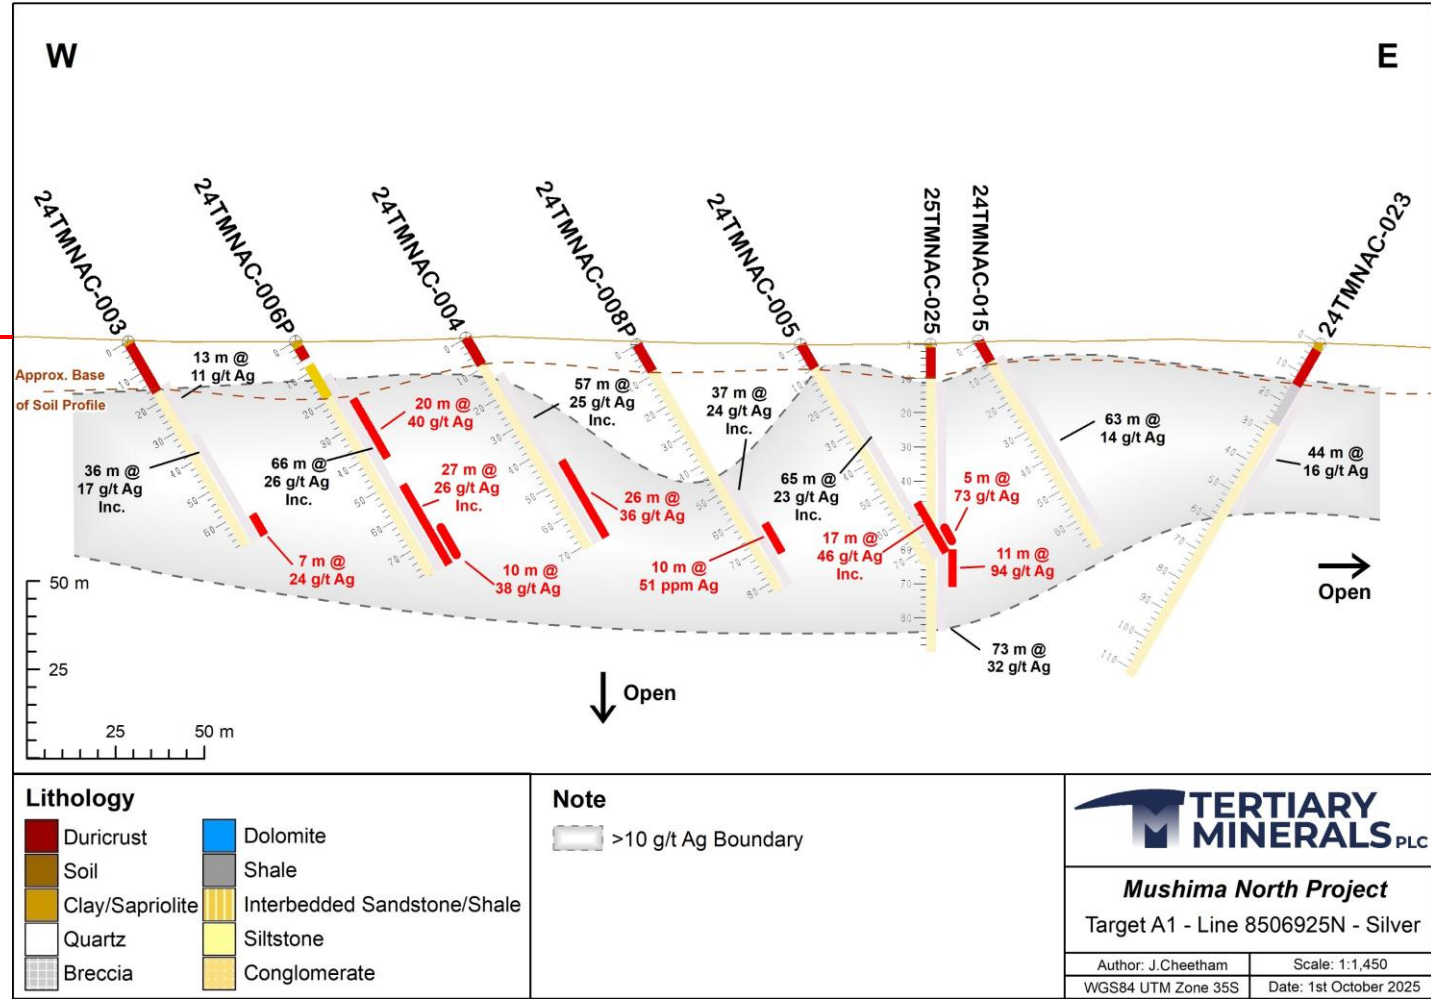 W
E
24TMNAC-003
24TMNAC-006P
24TMNAC-004
24TMNAC-008P
24TMNAC-005
25TMNAC-025
24TMNAC-015
24TMNAC-023
Approx. Base
of Soil Profile
13 m @
11 g/t Ag
36 m @
17 g/t Ag
Inc.
7 m @
24 g/t Ag
20 m @
40 g/t Ag
66 m @
26 g/t Ag
Inc.
27 m @
26 g/t Ag
Inc.
10 m @
38 g/t Ag
57 m @
25 g/t Ag
Inc.
26 m @
36 g/t Ag
37 m @
24 g/t Ag
Inc.
10 m @
51 ppm Ag
65 m @
23 g/t Ag
Inc.
17 m @
46 g/t Ag
Inc.
5 m @
73 g/t Ag
11 m @
94 g/t Ag
73 m @
32 g/t Ag
63 m @
14 g/t Ag
44 m @
16 g/t Ag
Open
Open
50 m
25
25
50 m
Lithology
Duricrust
Soil
Clay/Sapriolite
Quartz
Breccia
Dolomite
Shale
Interbedded Sandstone/Shale
Siltstone
Conglomerate
Note
>10 g/t Ag Boundary
TERTIARY
MINERALS PLC
Mushima North Project
Target A1 - Line 8506925N - Silver
Author: J.Cheetham
Scale: 1:1,450
WGS84 UTM Zone 35S
Date: 1st October 2025